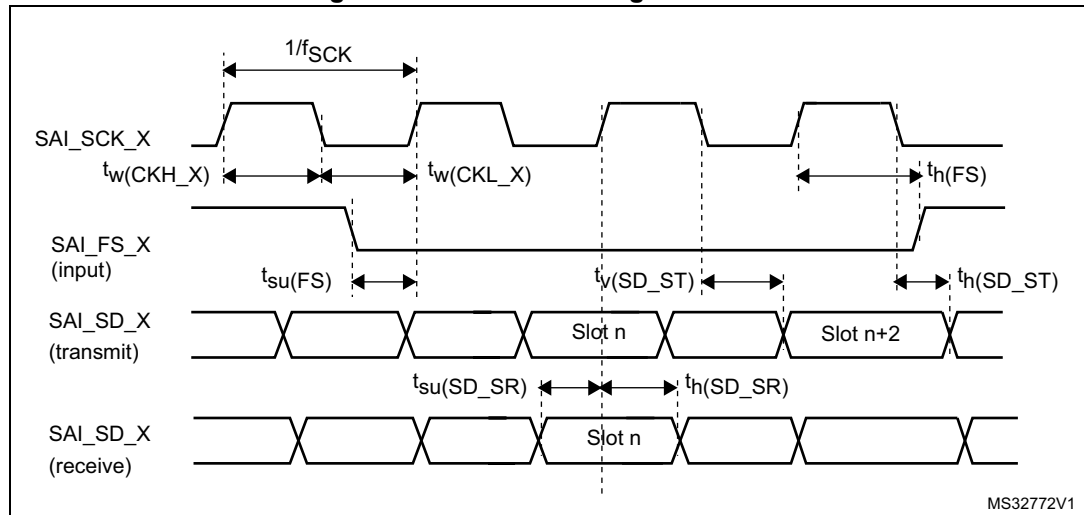 1/fSCK
SAI_SCK_X
tw(CKH_X)
tw(CKL_X)
th(FS)
SAI_FS_X
(input)
tsu(FS)
tv(SD_ST)
th(SD_ST)
SAI_SD_X
(transmit)
Slot n
Slot n+2
tsu(SD_SR)
th(SD_SR)
SAI_SD_X
(receive)
Slot n
MS32772V1